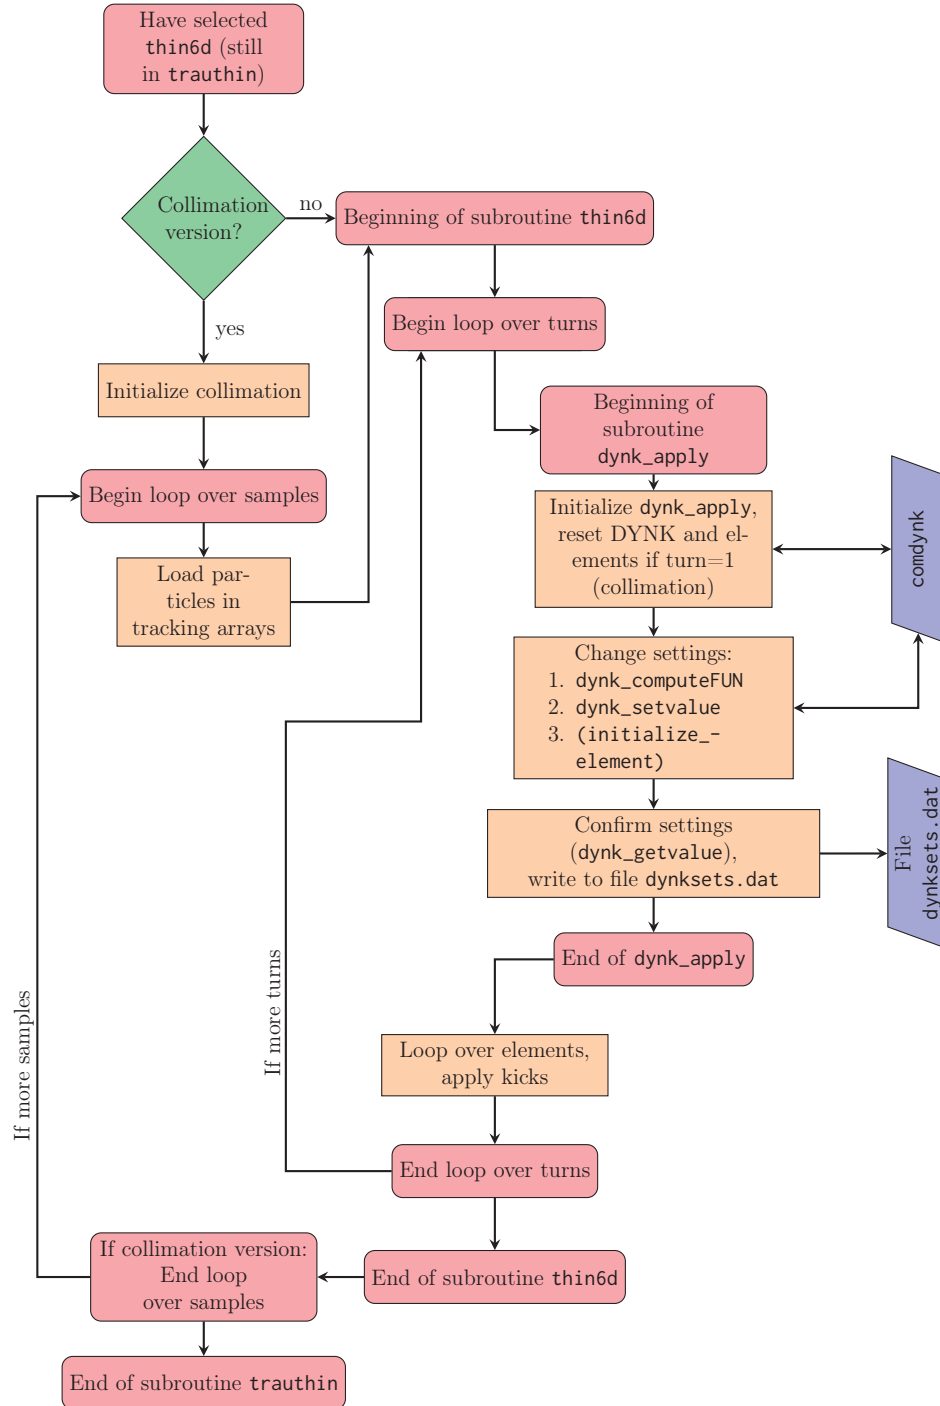 Have selected
thin6d (still
in trauthin)
Collimation
version?
no
yes
Beginning of subroutine thin6d
Begin loop over turns
Initialize collimation
Begin loop over samples
Load par-
ticles in
tracking arrays
Beginning of
subroutine
dynk_apply
Initialize dynk_apply,
reset DYNK and el-
ements if turn=1
(collimation)
comdynk
Change settings:
1. dynk_computeFUN
2. dynk_setvalue
3. (initialize_-
element)
Confirm settings
(dynk_getvalue),
write to file dynksets.dat
File
dynksets.dat
End of dynk_apply
Loop over elements,
apply kicks
If more turns
If more samples
End loop over turns
End of subroutine thin6d
If collimation version:
End loop
over samples
End of subroutine trauthin